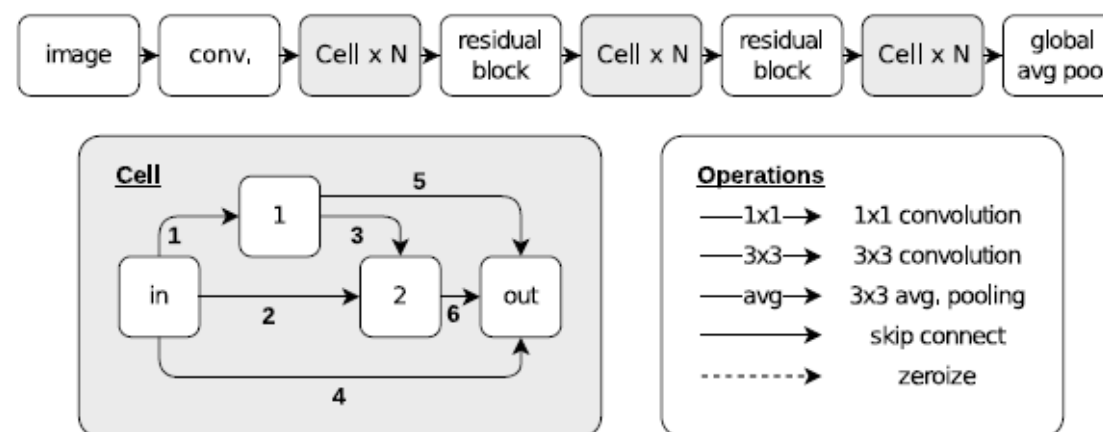 image
conv.
Cell x N
residual
block
Cell x N
residual
block
Cell x N
global
avg poo
Cell
1
5
1
3
in
2
2
6
out
4
Operations
1x1 1x1 convolution
3x3 3x3 convolution
avg 3x3 avg. pooling
skip connect
zeroize